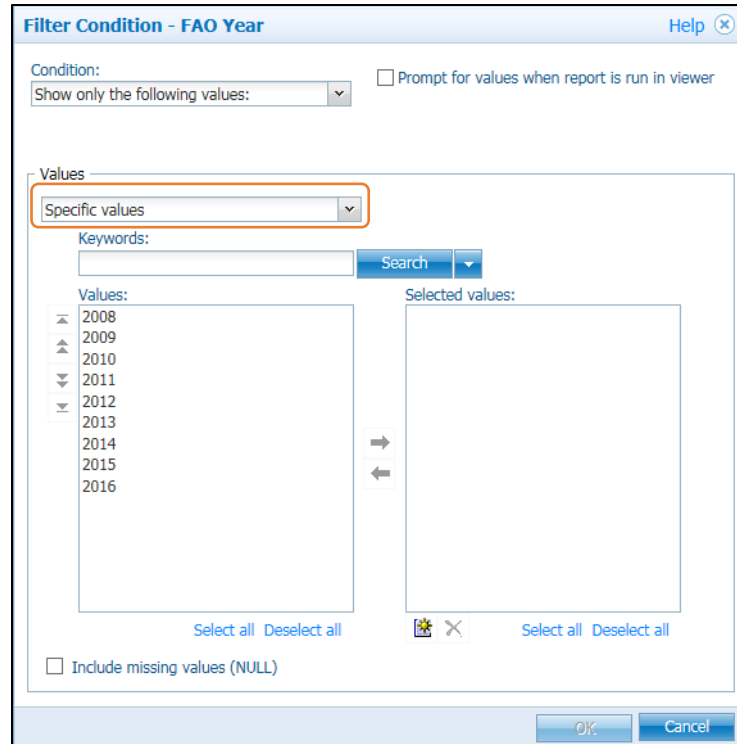 Filter Condition - FAO Year
Help
Condition:
Show only the following values:
Prompt for values when report is run in viewer
Values
Specific values
Keywords:
Search
Values:
2008
2009
2010
2011
2012
2013
2014
2015
2016
Selected values:
Select all Deselect all
Select all Deselect all
Include missing values (NULL)
OK
Cancel